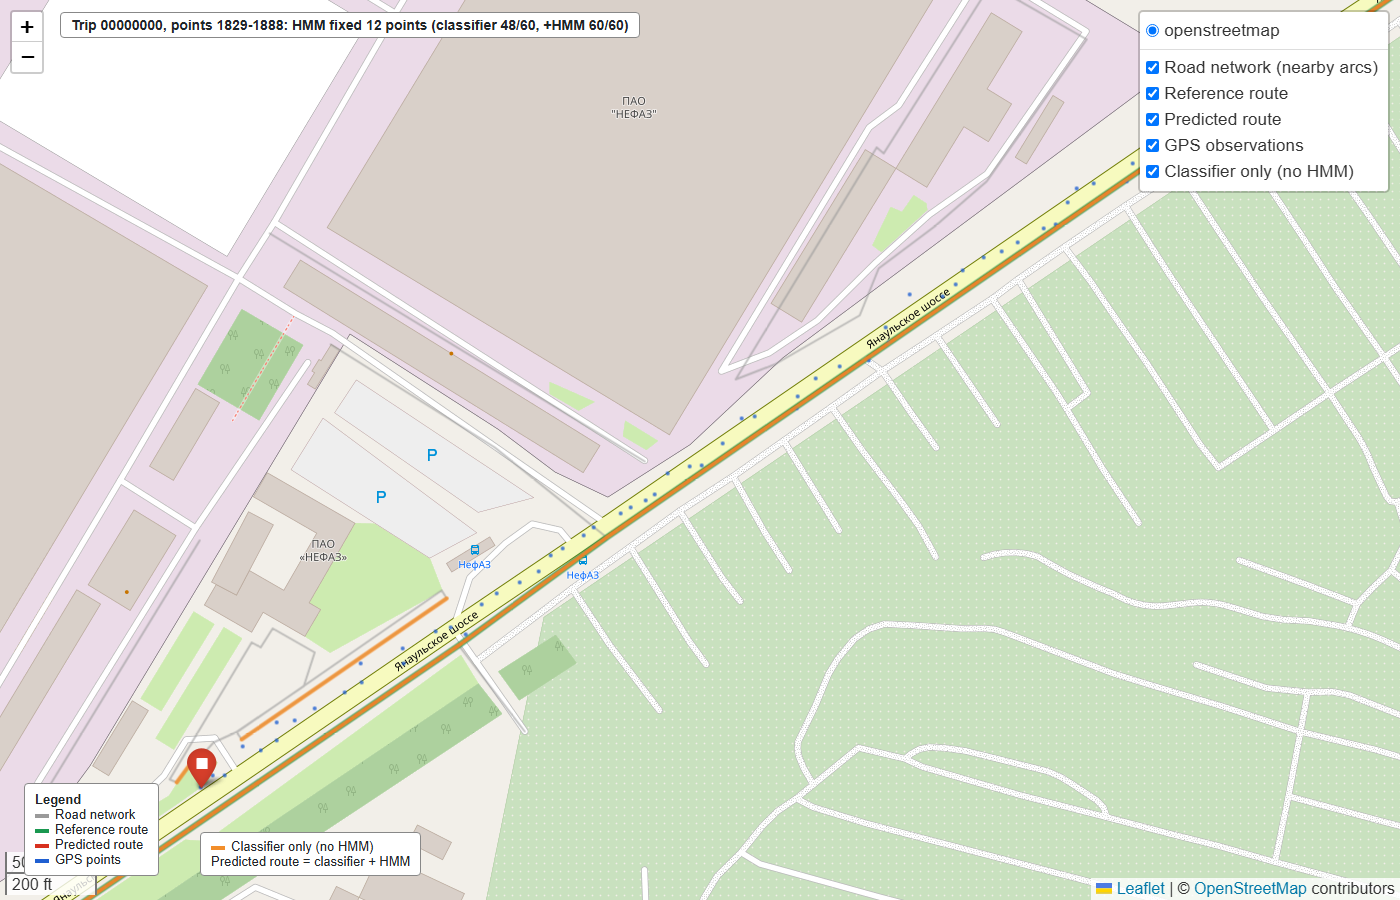 +
−
Trip 00000000, points 1829-1888: HMM fixed 12 points (classifier 48/60, +HMM 60/60)
openstreetmap
Road network (nearby arcs)
Reference route
Predicted route
GPS observations
Classifier only (no HMM)
ПАО
"НЕФАЗ"
Янаульское шоссе
P
P
ПАО
«НЕФАЗ»
НефАЗ
НефАЗ
Янаульское шоссе
Legend
Road network
Reference route
Predicted route
GPS points
Classifier only (no HMM)
Predicted route = classifier + HMM
200 ft
Leaflet | © OpenStreetMap contributors